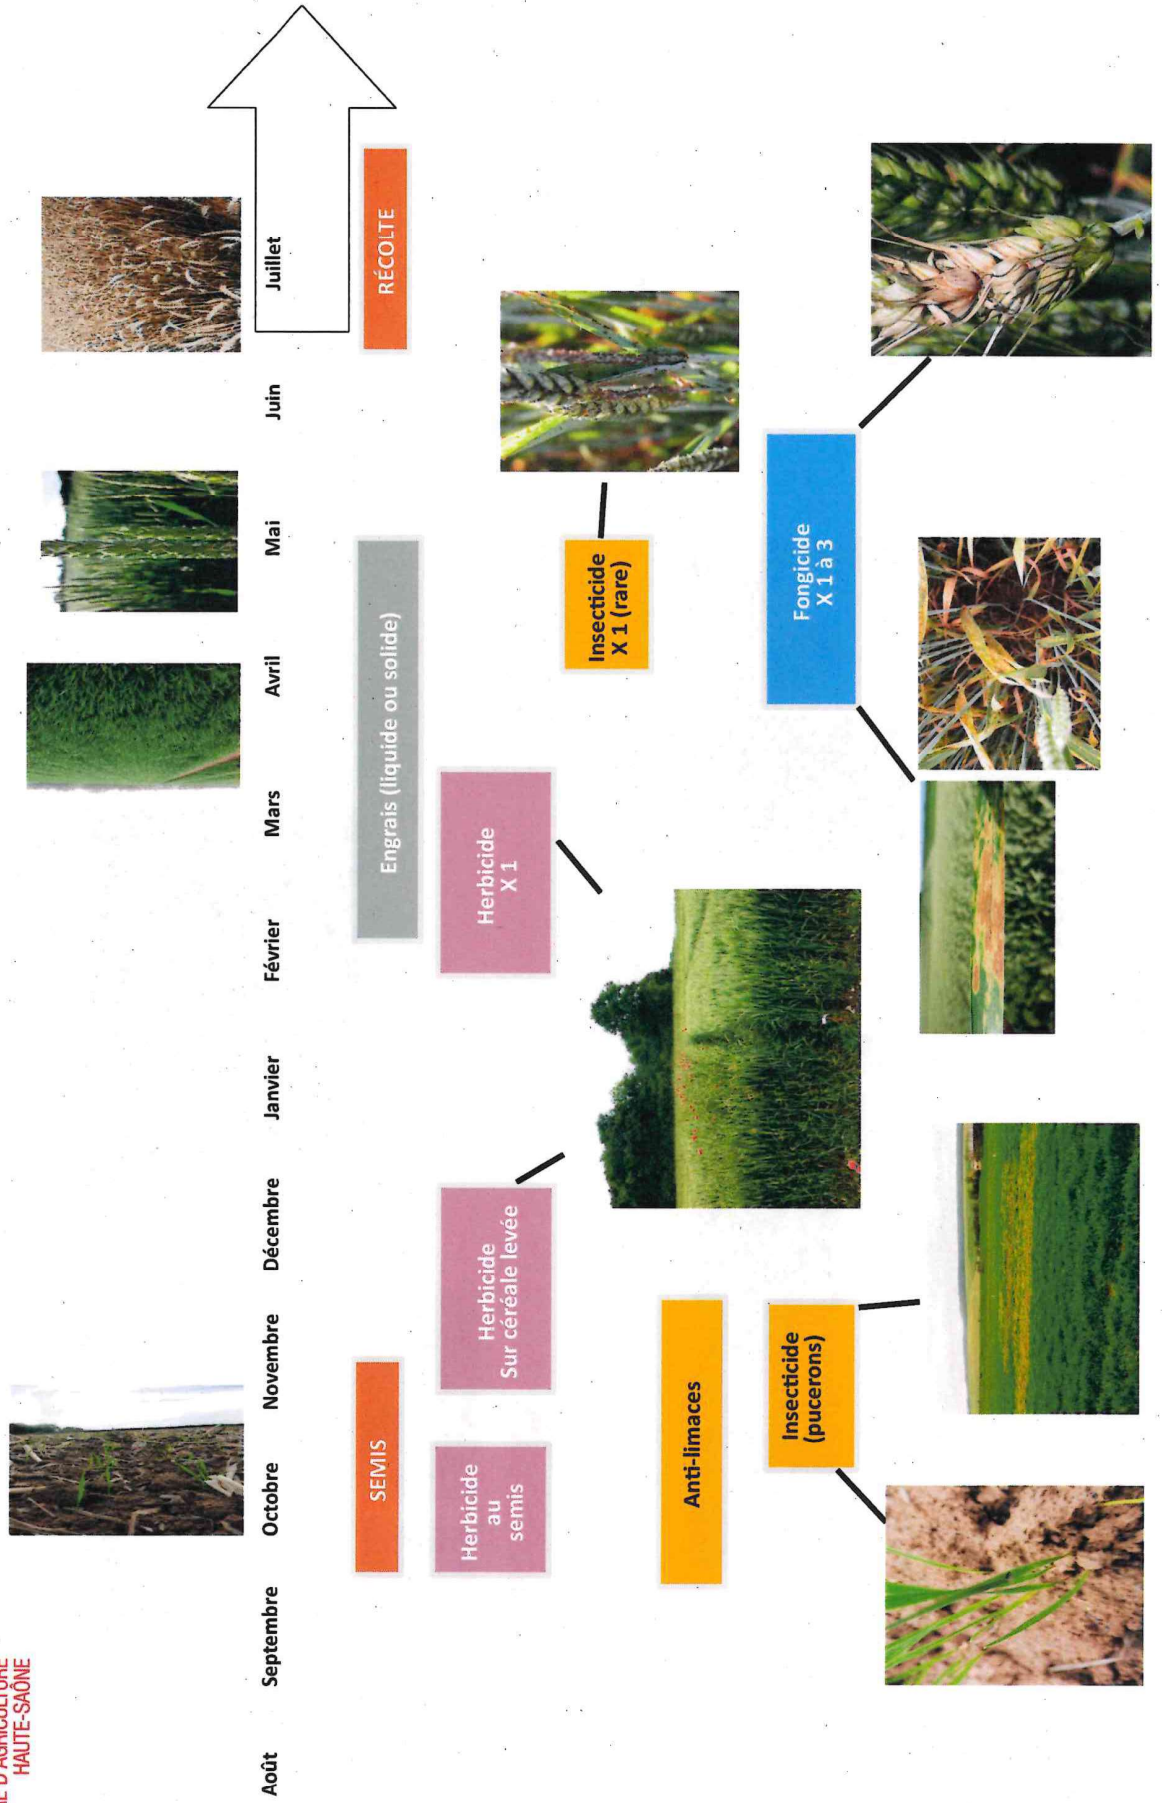 D'AGRICULTURE
HAUTE-SAÔNE
Août
Septembre
Octobre
Novembre
Décembre
Janvier
Février
Mars
Avril
Mai
Juin
Juillet
SEMIS
Engrais (liquide ou solide)
RÉCOLTE
Herbicide
au
semis
Herbicide
Sur céréale levée
Herbicide
X 1
Anti-limaces
Insecticide
X 1 (rare)
Insecticide
(pucerons)
Fongicide
X 1 à 3